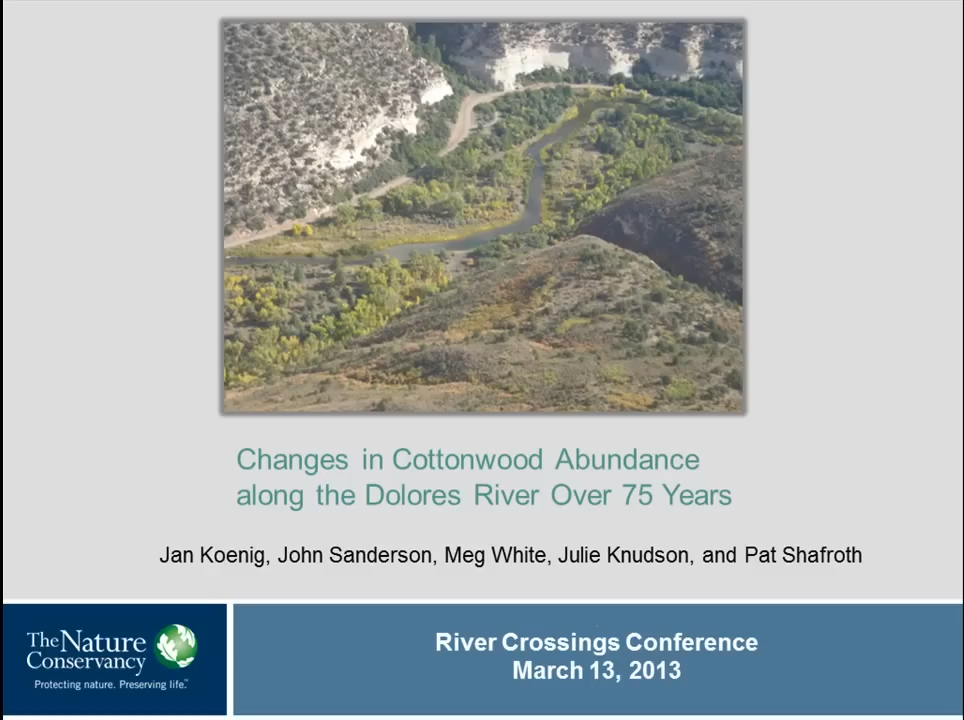 Changes in Cottonwood Abundance
along the Dolores River Over 75 Years
Jan Koenig, John Sanderson, Meg White, Julie Knudson, and Pat Shafroth
The Nature
Conservancy
Protecting nature. Preserving life.™
River Crossings Conference
March 13, 2013